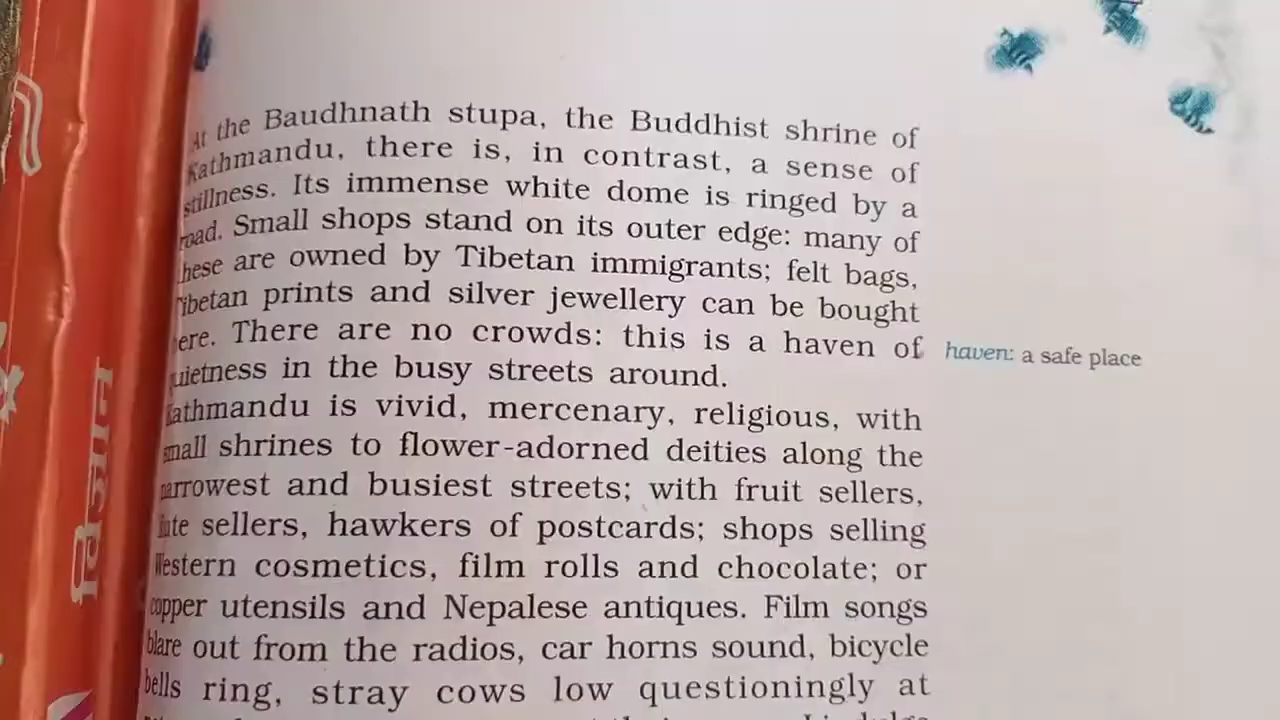 At the Baudhnath stupa, the Buddhist shrine of
Kathmandu, there is, in contrast, a sense of
stillness. Its immense white dome is ringed by a
road. Small shops stand on its outer edge: many of
these are owned by Tibetan immigrants; felt bags,
Tibetan prints and silver jewellery can be bought
here. There are no crowds: this is a haven of
quietness in the busy streets around.
haven: a safe place
Kathmandu is vivid, mercenary, religious, with
small shrines to flower-adorned deities along the
narrowest and busiest streets; with fruit sellers,
flute sellers, hawkers of postcards; shops selling
Western cosmetics, film rolls and chocolate; or
copper utensils and Nepalese antiques. Film songs
blare out from the radios, car horns sound, bicycle
bells ring, stray cows low questioningly at
विज्ञान